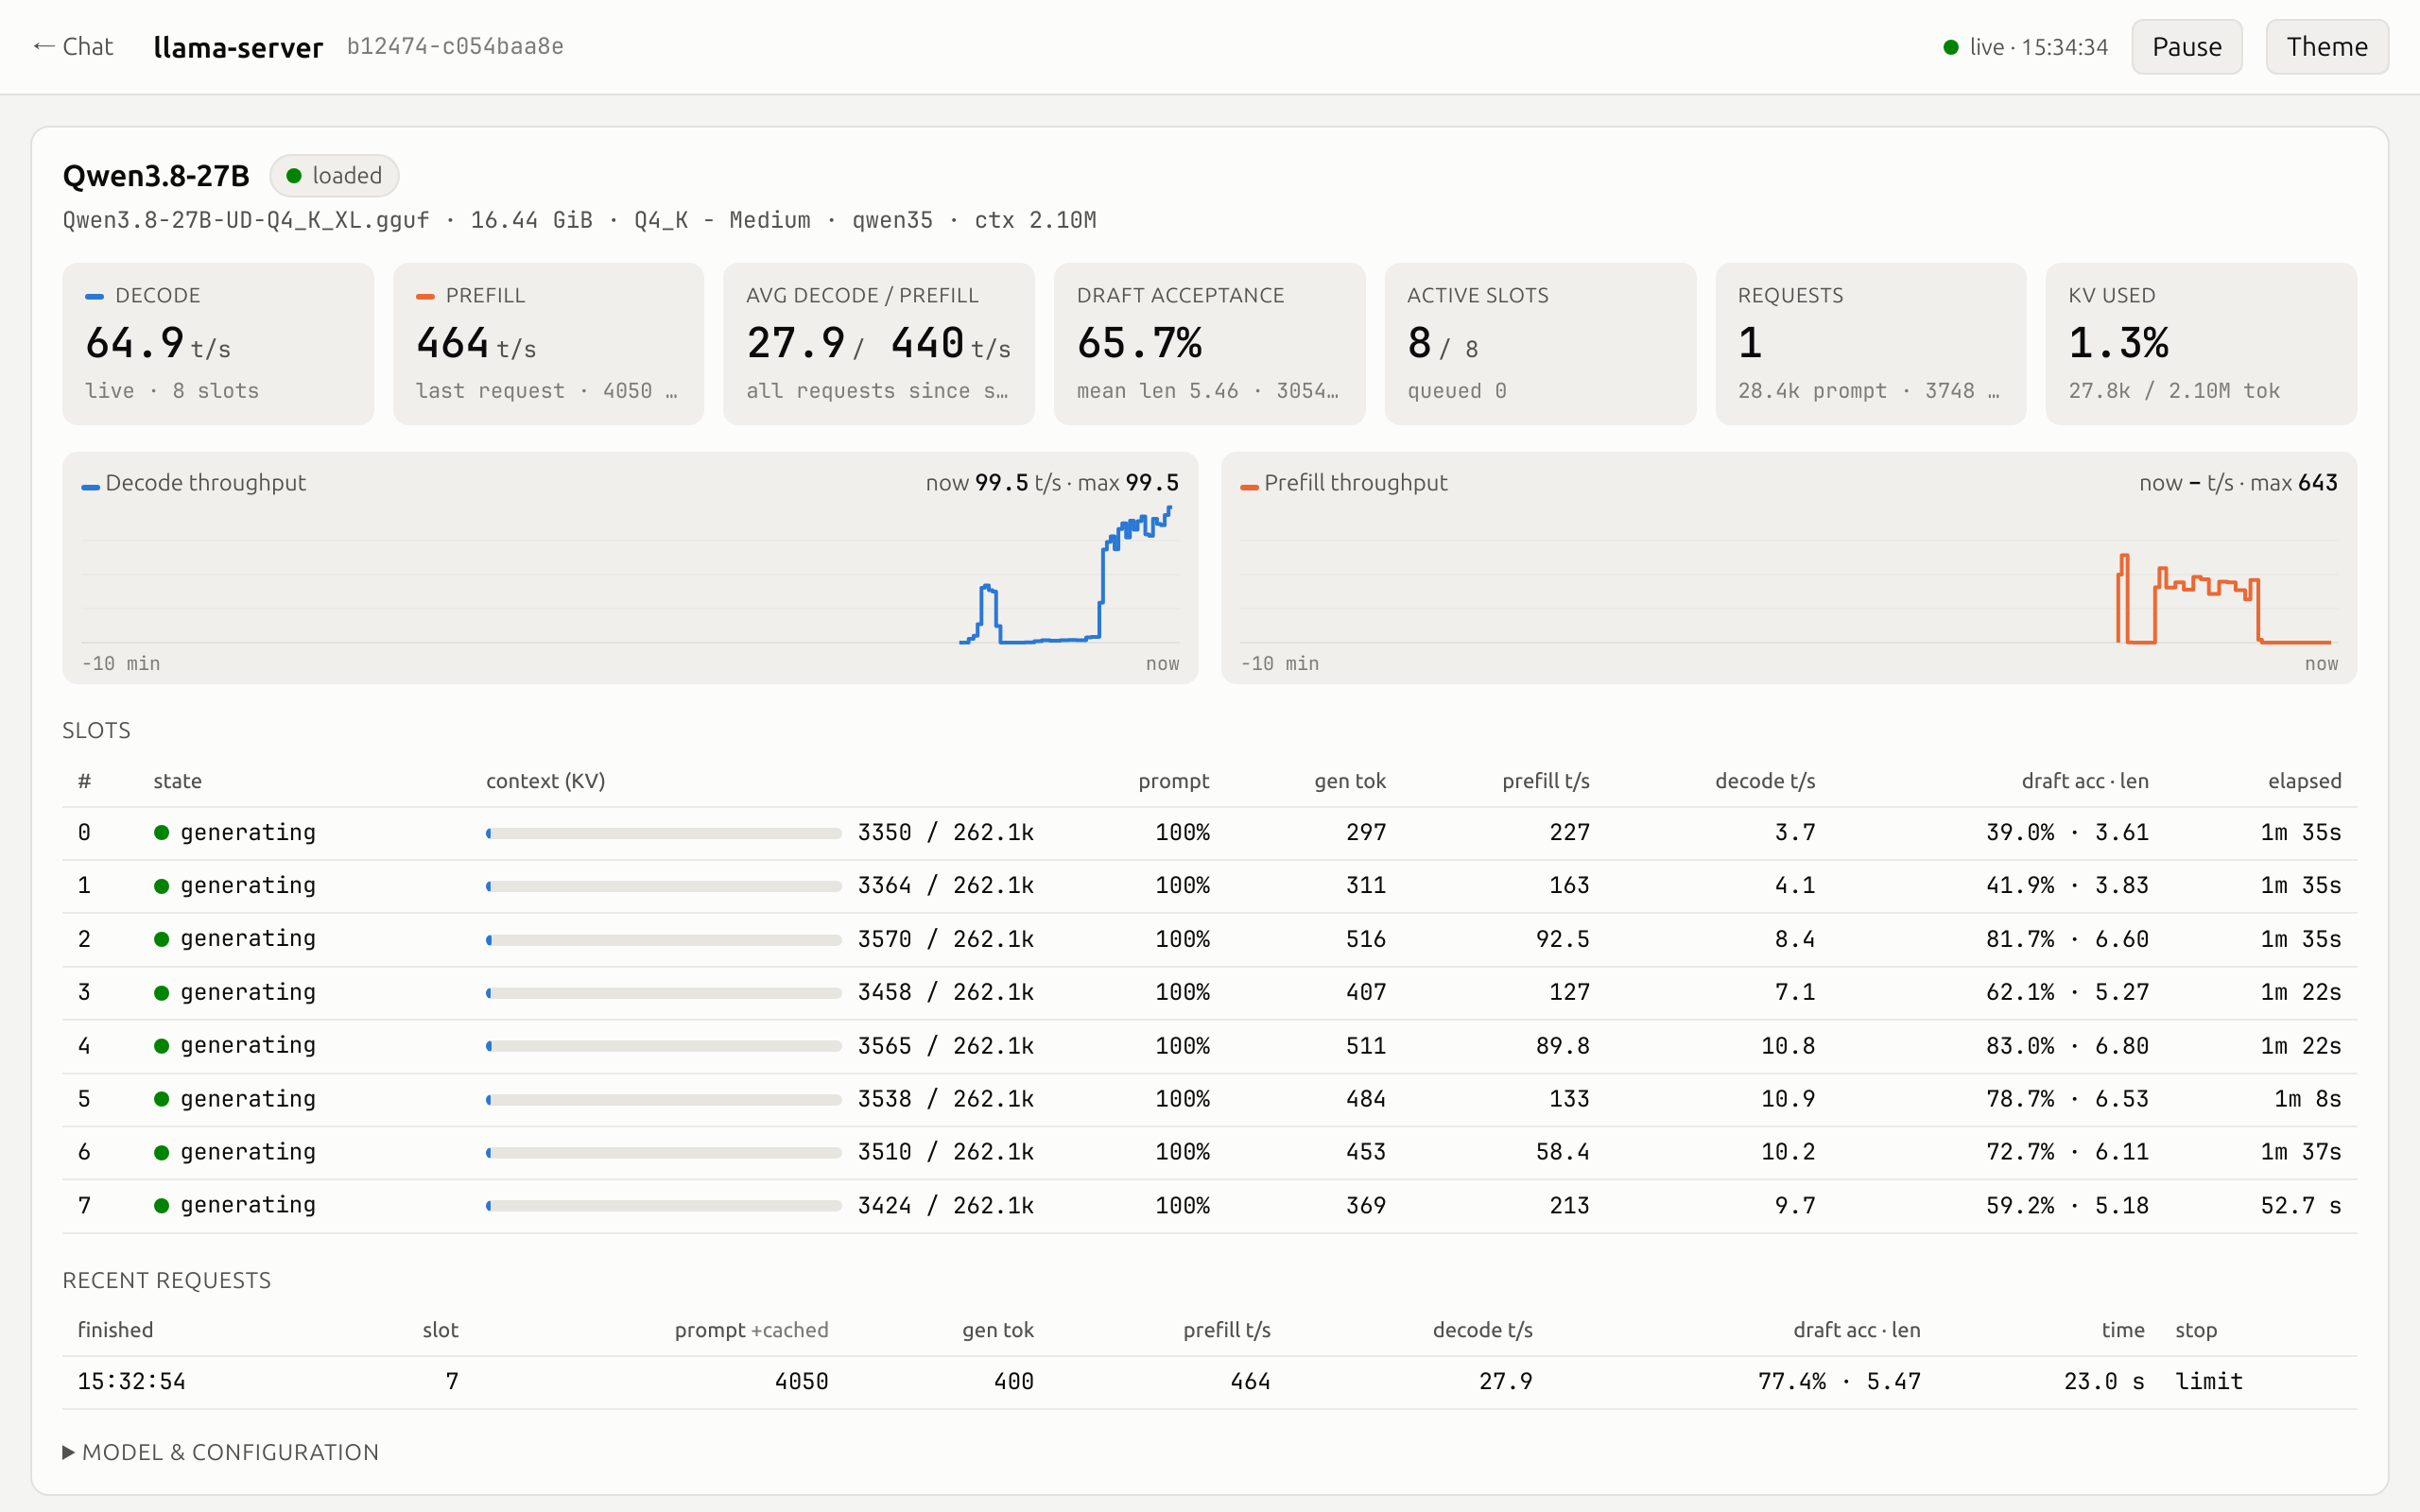 ← Chat llama-server b12474-c054baa8e live · 15:34:34 Pause Theme
Qwen3.8-27B loaded
Qwen3.8-27B-UD-Q4_K_XL.gguf · 16.44 GiB · Q4_K - Medium · qwen35 · ctx 2.10M
DECODE
64.9 t/s
live · 8 slots
PREFILL
464 t/s
last request · 4050 …
AVG DECODE / PREFILL
27.9 / 440 t/s
all requests since s…
DRAFT ACCEPTANCE
65.7%
mean len 5.46 · 3054…
ACTIVE SLOTS
8 / 8
queued 0
REQUESTS
1
28.4k prompt · 3748 …
KV USED
1.3%
27.8k / 2.10M tok
Decode throughput now 99.5 t/s · max 99.5
-10 min now
Prefill throughput now – t/s · max 643
-10 min now
SLOTS
# state context (KV) prompt gen tok prefill t/s decode t/s draft acc · len elapsed
0 generating 3350 / 262.1k 100% 297 227 3.7 39.0% · 3.61 1m 35s
1 generating 3364 / 262.1k 100% 311 163 4.1 41.9% · 3.83 1m 35s
2 generating 3570 / 262.1k 100% 516 92.5 8.4 81.7% · 6.60 1m 35s
3 generating 3458 / 262.1k 100% 407 127 7.1 62.1% · 5.27 1m 22s
4 generating 3565 / 262.1k 100% 511 89.8 10.8 83.0% · 6.80 1m 22s
5 generating 3538 / 262.1k 100% 484 133 10.9 78.7% · 6.53 1m 8s
6 generating 3510 / 262.1k 100% 453 58.4 10.2 72.7% · 6.11 1m 37s
7 generating 3424 / 262.1k 100% 369 213 9.7 59.2% · 5.18 52.7 s
RECENT REQUESTS
finished slot prompt +cached gen tok prefill t/s decode t/s draft acc · len time stop
15:32:54 7 4050 400 464 27.9 77.4% · 5.47 23.0 s limit
▶ MODEL & CONFIGURATION